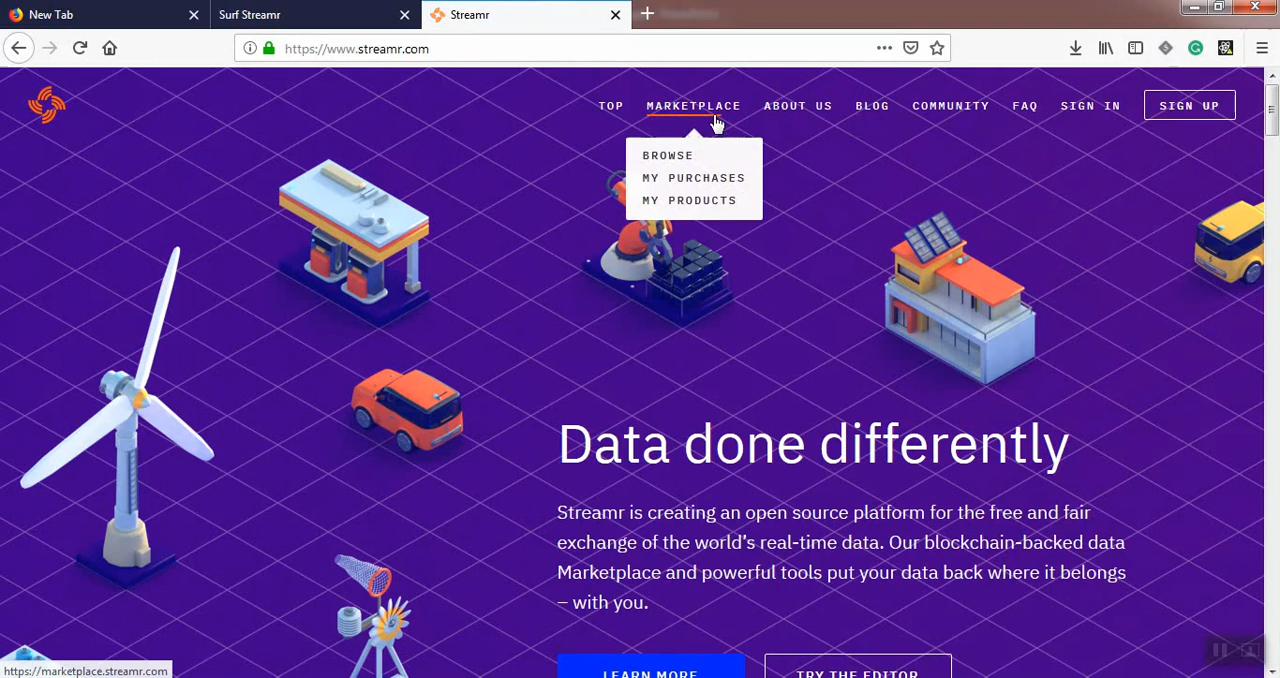 New Tab
Surf Streamr
Streamr
https://www.streamr.com
TOP
MARKETPLACE
ABOUT US
BLOG
COMMUNITY
FAQ
SIGN IN
SIGN UP
BROWSE
MY PURCHASES
MY PRODUCTS
Data done differently
Streamr is creating an open source platform for the free and fair
exchange of the world's real-time data. Our blockchain-backed data
Marketplace and powerful tools put your data back where it belongs
– with you.
LEARN MORE
TRY THE EDITOR
https://marketplace.streamr.com